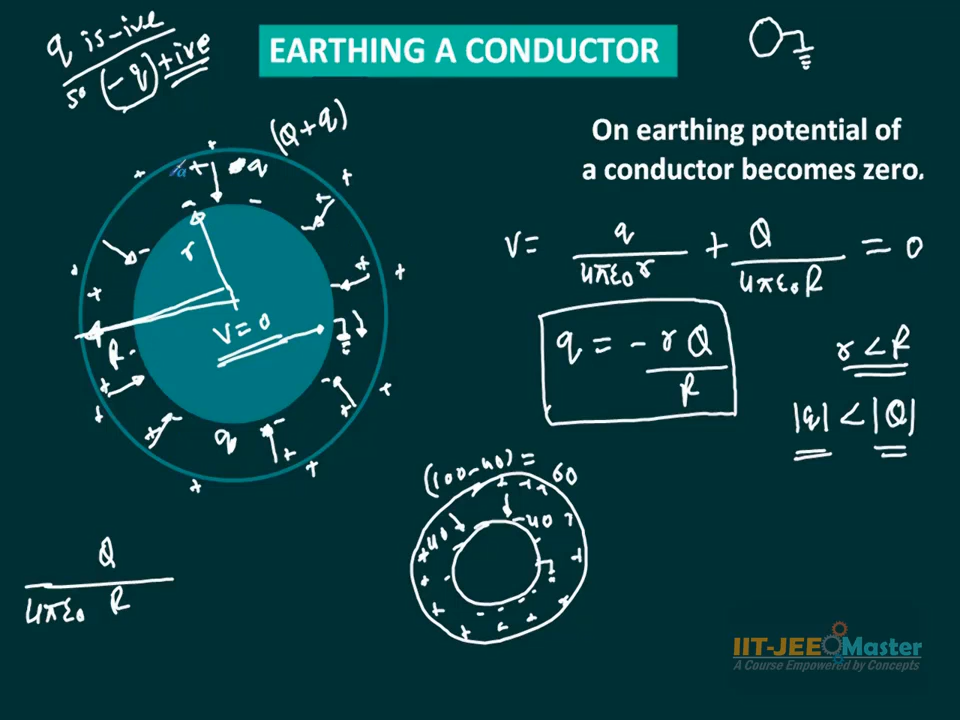 q is -ive
so (-q) +ive
EARTHING A CONDUCTOR
(Q+q)
On earthing potential of
a conductor becomes zero.
q
r
V= q/4πε₀r + Q/4πε₀R = 0
V=0
R
q = - rQ/R
r < R
|q| < |Q|
q
(100-40) = 60
+40
-40
Q/4πε₀ R
IIT-JEE Master
A Course Empowered by Concepts